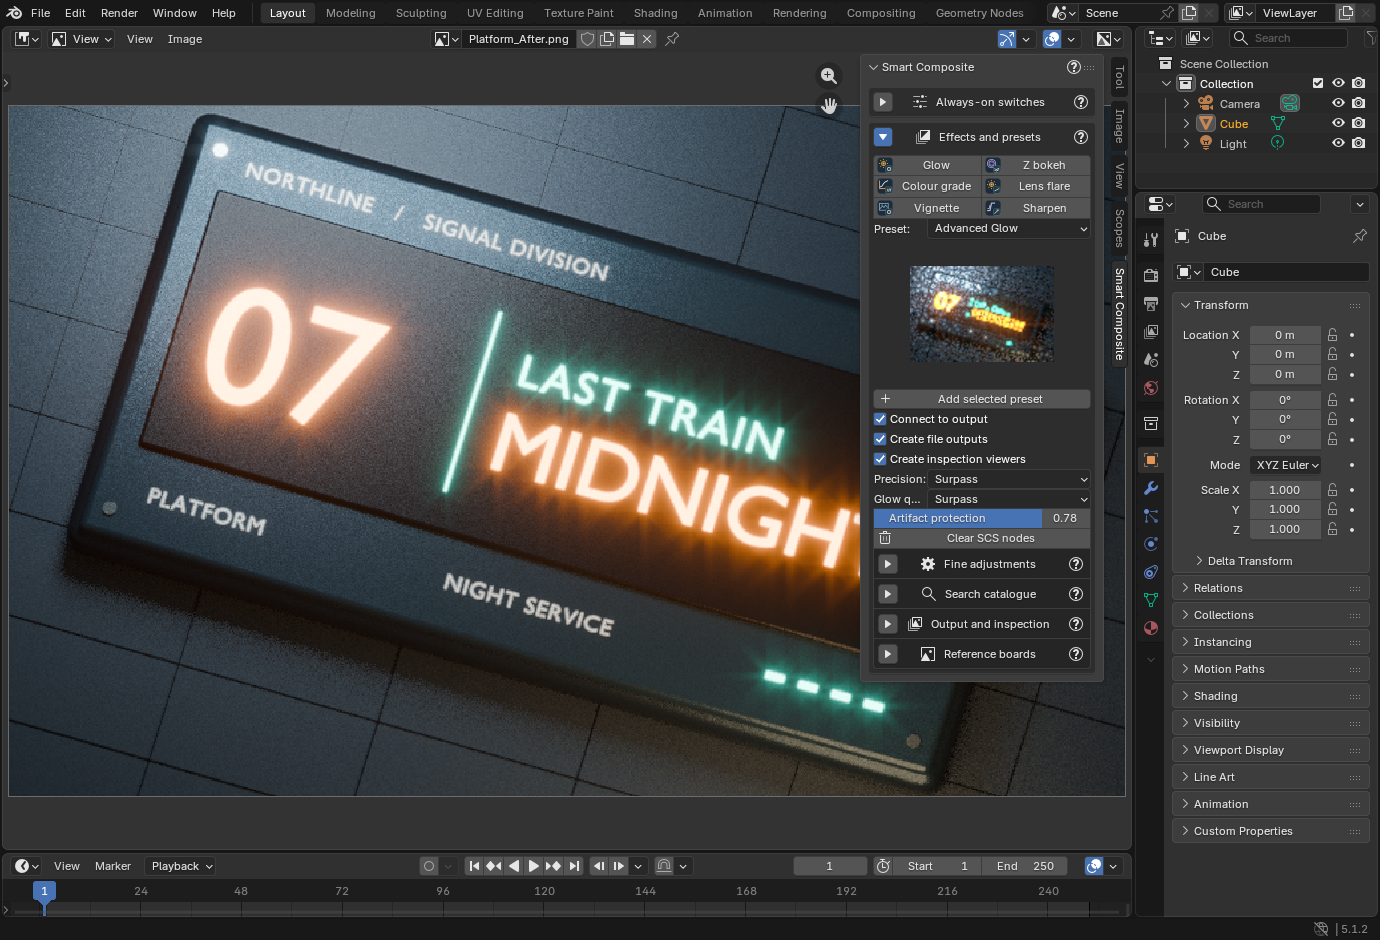 File Edit Render Window Help Layout Modeling Sculpting UV Editing Texture Paint Shading Animation Rendering Compositing Geometry Nodes Scene ViewLayer
View View Image Platform_After.png
Search
Smart Composite
Always-on switches
Effects and presets
Glow Z bokeh
Colour grade Lens flare
Vignette Sharpen
Preset: Advanced Glow
Add selected preset
Connect to output
Create file outputs
Create inspection viewers
Precision: Surpass
Glow q... Surpass
Artifact protection 0.78
Clear SCS nodes
Fine adjustments
Search catalogue
Output and inspection
Reference boards
Tool
Image
View
Scopes
Smart Composite
NORTHLINE / SIGNAL DIVISION
07
LAST TRAIN
MIDNIGHT
PLATFORM
NIGHT SERVICE
Scene Collection
Collection
Camera
Cube
Light
Search
Cube
Cube
Transform
Location X 0 m
Y 0 m
Z 0 m
Rotation X 0°
Y 0°
Z 0°
Mode XYZ Euler
Scale X 1.000
Y 1.000
Z 1.000
Delta Transform
Relations
Collections
Instancing
Motion Paths
Shading
Visibility
Viewport Display
Line Art
Animation
Custom Properties
View Marker Playback 1 Start 1 End 250
1 24 48 72 96 120 144 168 192 216 240
5.1.2